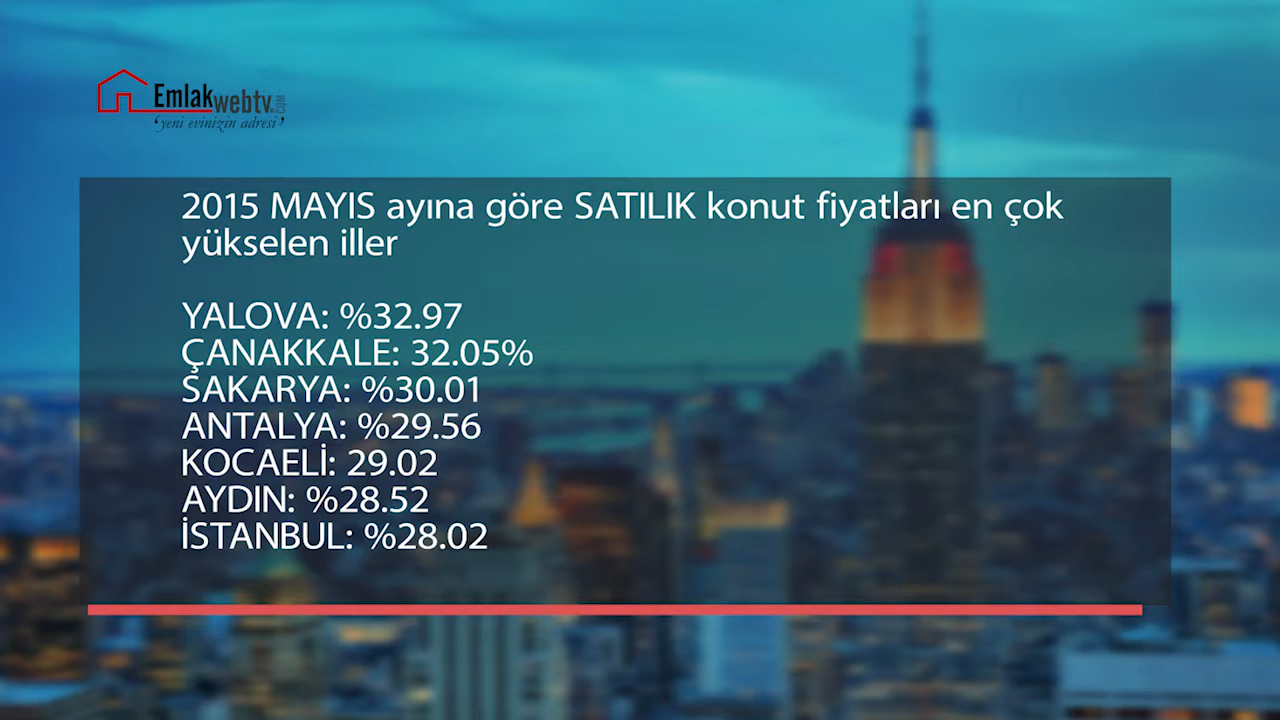 Emlakwebtv.com
‘yeni evinizin adresi’
2015 MAYIS ayına göre SATILIK konut fiyatları en çok
yükselen iller
YALOVA: %32.97
ÇANAKKALE: 32.05%
SAKARYA: %30.01
ANTALYA: %29.56
KOCAELİ: 29.02
AYDIN: %28.52
İSTANBUL: %28.02